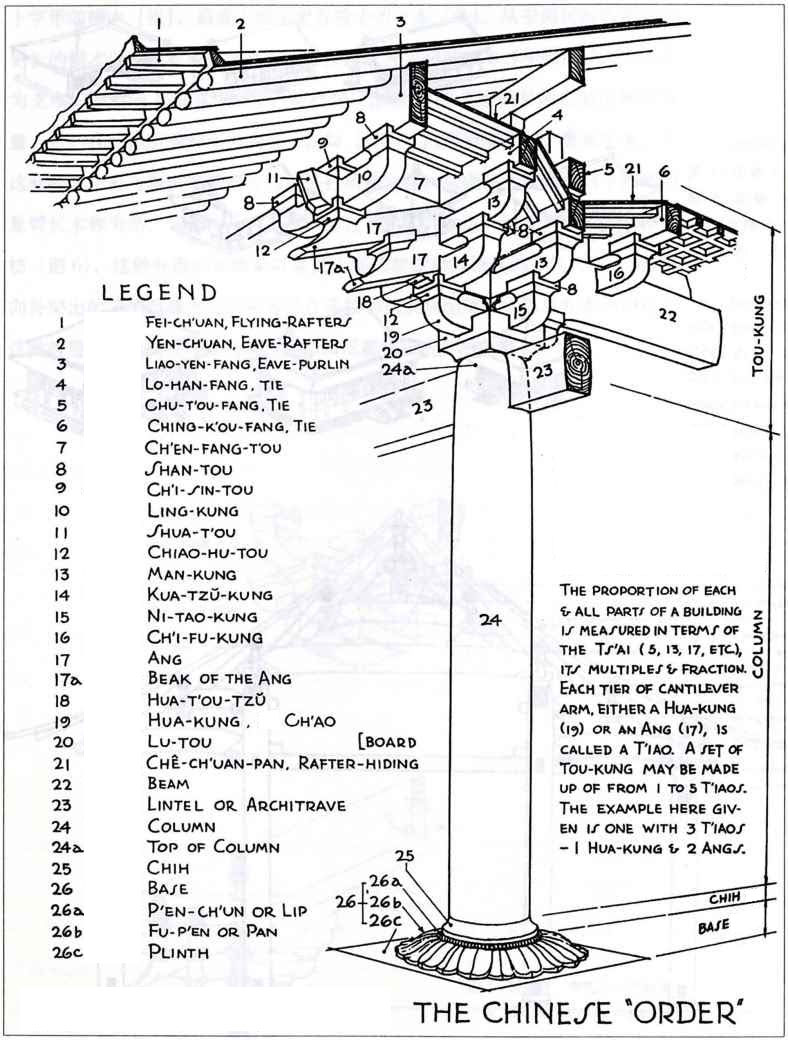 1
2
3
21
8
4
9
11
10
7
5
21
6
8
13
12
17
9
8
14
13
17
17a
16
8
18
15
22
12
19
20
24a
23
23
TOU-KUNG
LEGEND
1 FEI-CH'UAN, FLYING-RAFTERS
2 YEN-CH'UAN, EAVE-RAFTERS
3 LIAO-YEN-FANG, EAVE-PURLIN
4 LO-HAN-FANG, TIE
5 CHU-T'OU-FANG, TIE
6 CHING-K'OU-FANG, TIE
7 CH'EN-FANG-T'OU
8 SHAN-TOU
9 CH'I-SIN-TOU
10 LING-KUNG
11 SHUA-T'OU
12 CHIAO-HU-TOU
13 MAN-KUNG
14 KUA-TZŬ-KUNG
15 NI-TAO-KUNG
16 CH'I-FU-KUNG
17 ANG
17a BEAK OF THE ANG
18 HUA-T'OU-TZŬ
19 HUA-KUNG, CH'AO
20 LU-TOU [BOARD
21 CHÊ-CH'UAN-PAN, RAFTER-HIDING
22 BEAM
23 LINTEL OR ARCHITRAVE
24 COLUMN
24a TOP OF COLUMN
25 CHIH
26 BASE
26a P'EN-CH'UN OR LIP
26b FU-P'EN OR PAN
26c PLINTH
24
THE PROPORTION OF EACH
& ALL PARTS OF A BUILDING
IS MEASURED IN TERMS OF
THE TS'AI (5, 13, 17, ETC.),
ITS MULTIPLES & FRACTION.
EACH TIER OF CANTILEVER
ARM, EITHER A HUA-KUNG
(19) OR AN ANG (17), IS
CALLED A T'IAO. A SET OF
TOU-KUNG MAY BE MADE
UP OF FROM 1 TO 5 T'IAOS.
THE EXAMPLE HERE GIV-
EN IS ONE WITH 3 T'IAOS
- 1 HUA-KUNG & 2 ANGS.
COLUMN
25
26a
26 26b
26c
CHIH
BASE
THE CHINESE "ORDER"